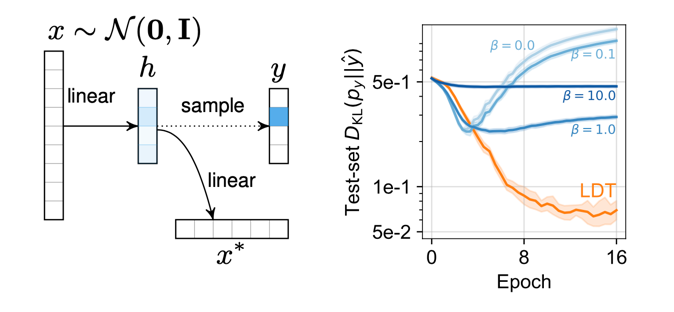 x ∼ 𝒩(𝟎, 𝐈)
h
y
linear
sample
linear
x*
Test-set D_KL(p_y||ŷ)
5e-1
1e-1
5e-2
β = 0.0
β = 0.1
β = 10.0
β = 1.0
LDT
0
8
16
Epoch